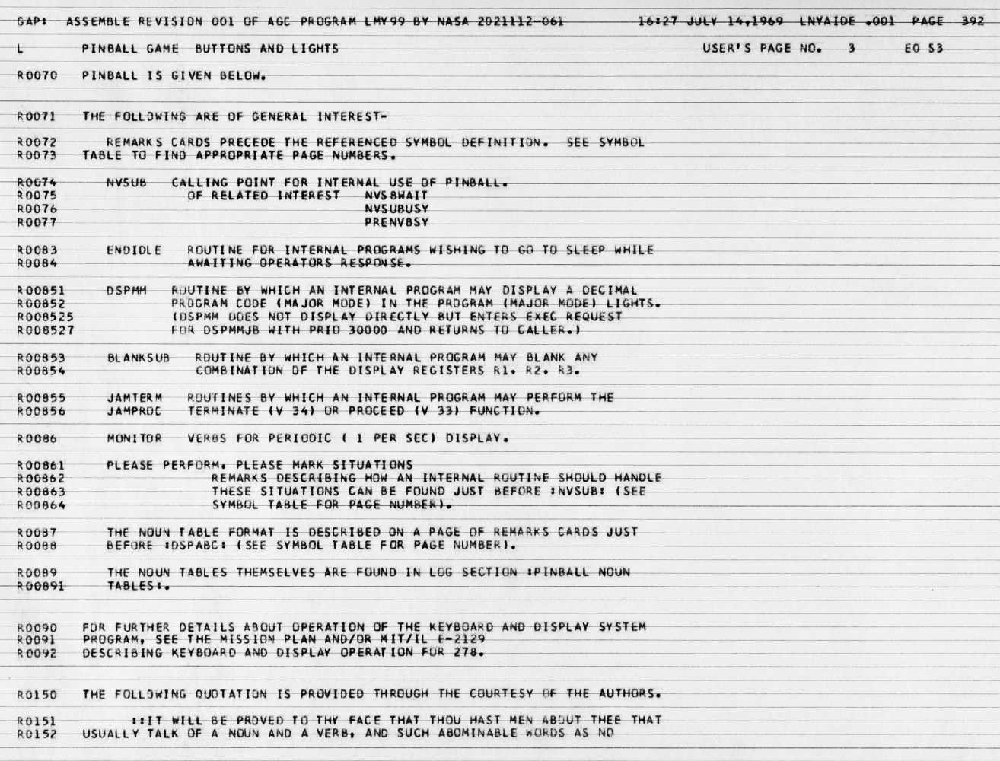 GAP: ASSEMBLE REVISION 001 OF AGC PROGRAM LMY99 BY NASA 2021112-061 16:27 JULY 14,1969 LNYAIDE .001 PAGE 392
L PINBALL GAME BUTTONS AND LIGHTS USER'S PAGE NO. 3 E0 S3
R0070 PINBALL IS GIVEN BELOW.
R0071 THE FOLLOWING ARE OF GENERAL INTEREST-
R0072 REMARKS CARDS PRECEDE THE REFERENCED SYMBOL DEFINITION. SEE SYMBOL
R0073 TABLE TO FIND APPROPRIATE PAGE NUMBERS.
R0074 NVSUB CALLING POINT FOR INTERNAL USE OF PINBALL.
R0075 OF RELATED INTEREST NVSBWAIT
R0076 NVSUBUSY
R0077 PRENVBSY
R0083 ENDIDLE ROUTINE FOR INTERNAL PROGRAMS WISHING TO GO TO SLEEP WHILE
R0084 AWAITING OPERATORS RESPONSE.
R00851 DSPMM ROUTINE BY WHICH AN INTERNAL PROGRAM MAY DISPLAY A DECIMAL
R00852 PROGRAM CODE (MAJOR MODE) IN THE PROGRAM (MAJOR MODE) LIGHTS.
R008525 (DSPMM DOES NOT DISPLAY DIRECTLY BUT ENTERS EXEC REQUEST
R008527 FOR DSPMMJB WITH PRIO 30000 AND RETURNS TO CALLER.)
R00853 BLANKSUB ROUTINE BY WHICH AN INTERNAL PROGRAM MAY BLANK ANY
R00854 COMBINATION OF THE DISPLAY REGISTERS R1, R2, R3.
R00855 JAMTERM ROUTINES BY WHICH AN INTERNAL PROGRAM MAY PERFORM THE
R00856 JAMPROC TERMINATE (V 34) OR PROCEED (V 33) FUNCTION.
R0086 MONITOR VERBS FOR PERIODIC ( 1 PER SEC) DISPLAY.
R00861 PLEASE PERFORM, PLEASE MARK SITUATIONS
R00862 REMARKS DESCRIBING HOW AN INTERNAL ROUTINE SHOULD HANDLE
R00863 THESE SITUATIONS CAN BE FOUND JUST BEFORE :NVSUB: (SEE
R00864 SYMBOL TABLE FOR PAGE NUMBER).
R0087 THE NOUN TABLE FORMAT IS DESCRIBED ON A PAGE OF REMARKS CARDS JUST
R0088 BEFORE :DSPABC: (SEE SYMBOL TABLE FOR PAGE NUMBER).
R0089 THE NOUN TABLES THEMSELVES ARE FOUND IN LOG SECTION :PINBALL NOUN
R00891 TABLES:.
R0090 FOR FURTHER DETAILS ABOUT OPERATION OF THE KEYBOARD AND DISPLAY SYSTEM
R0091 PROGRAM, SEE THE MISSION PLAN AND/OR MIT/IL E-2129
R0092 DESCRIBING KEYBOARD AND DISPLAY OPERATION FOR 278.
R0150 THE FOLLOWING QUOTATION IS PROVIDED THROUGH THE COURTESY OF THE AUTHORS.
R0151 ::IT WILL BE PROVED TO THY FACE THAT THOU HAST MEN ABOUT THEE THAT
R0152 USUALLY TALK OF A NOUN AND A VERB, AND SUCH ABOMINABLE WORDS AS NO